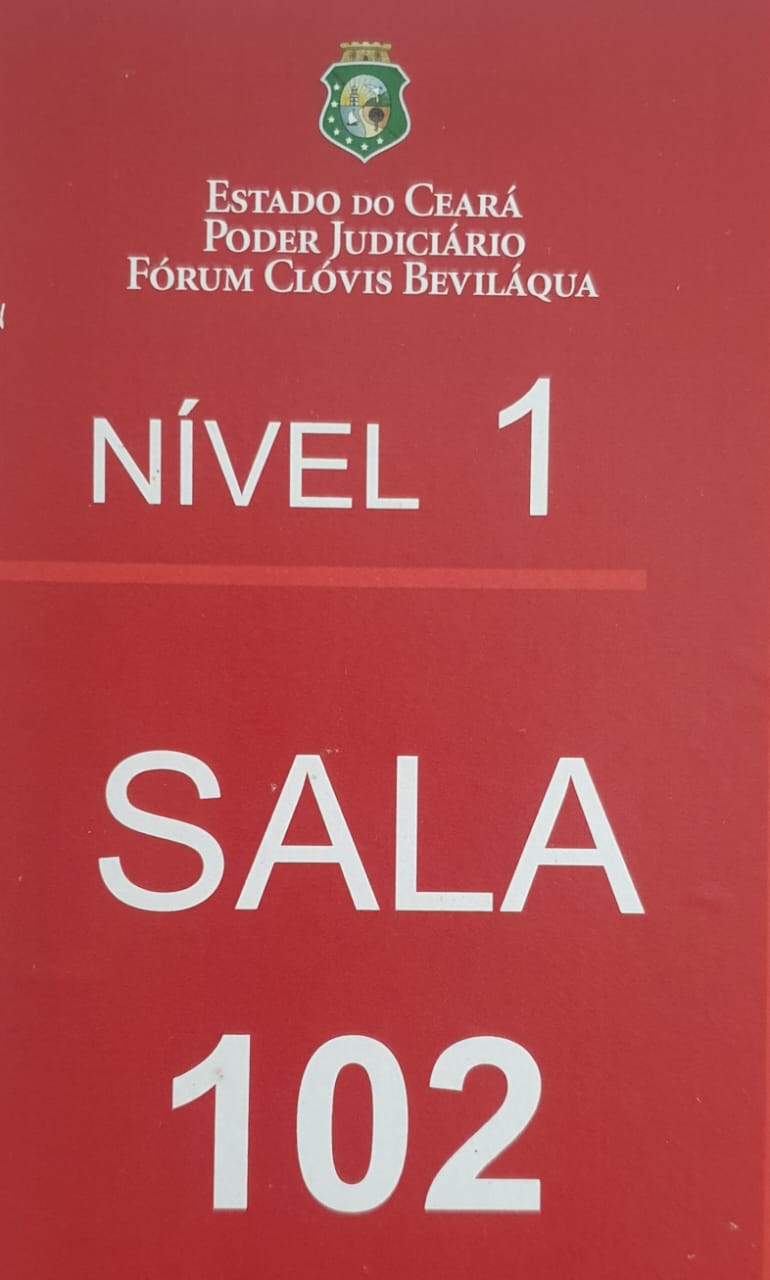 ESTADO DO CEARÁ
PODER JUDICIÁRIO
FÓRUM CLÓVIS BEVILÁQUA
NÍVEL 1
SALA
102